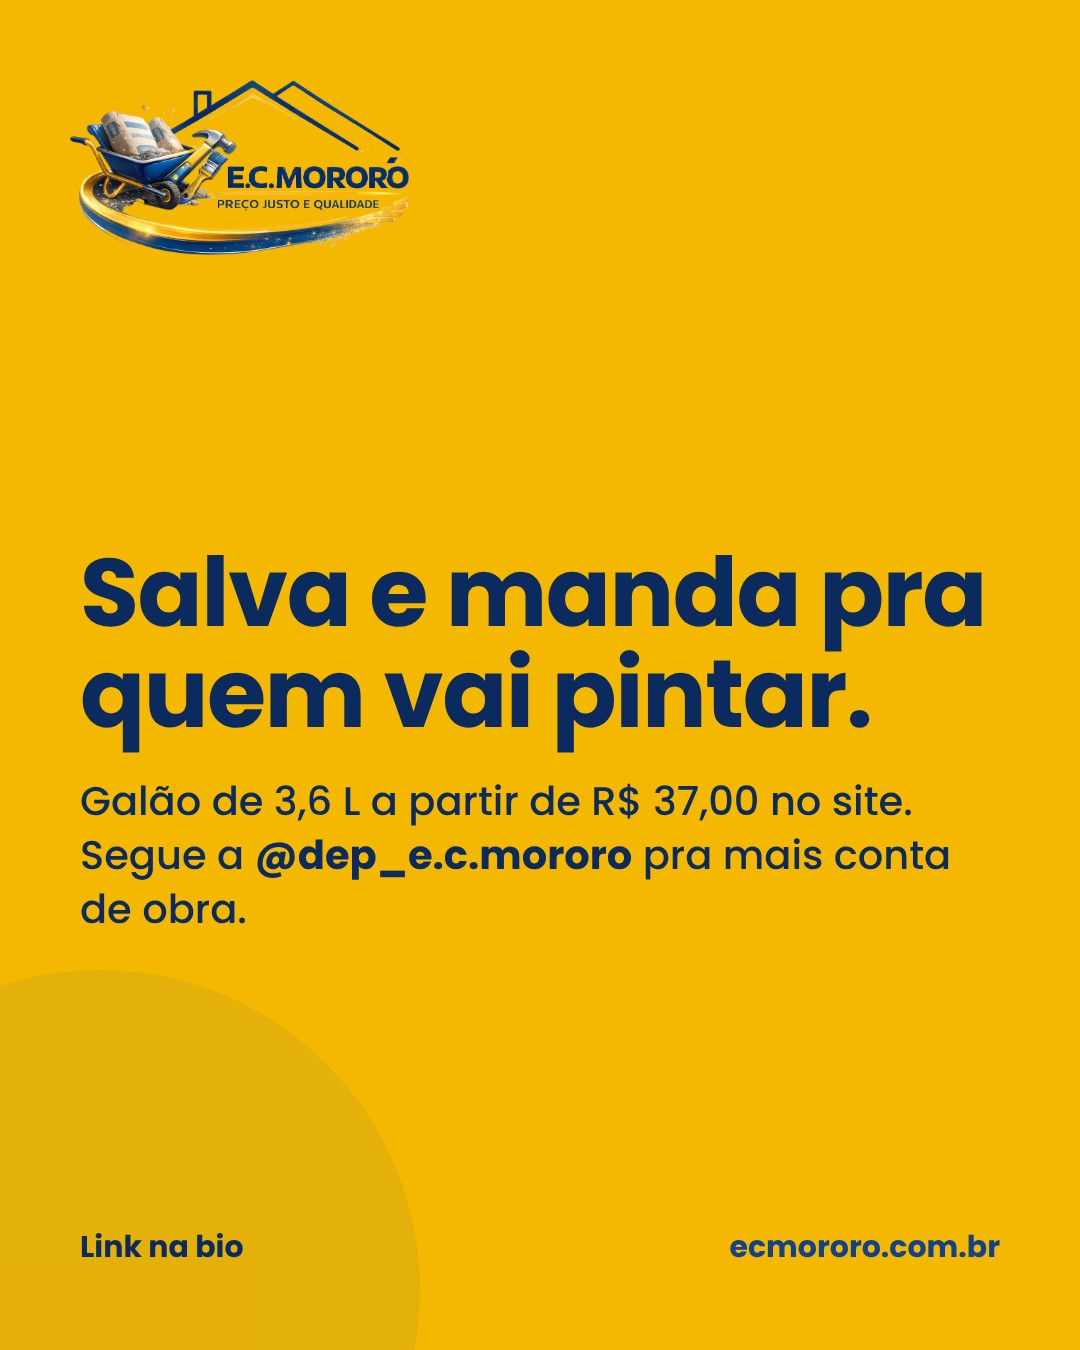 E.C.MORORÓ
PREÇO JUSTO E QUALIDADE
Salva e manda pra
quem vai pintar.
Galão de 3,6 L a partir de R$ 37,00 no site.
Segue a @dep_e.c.mororo pra mais conta
de obra.
Link na bio
ecmororo.com.br